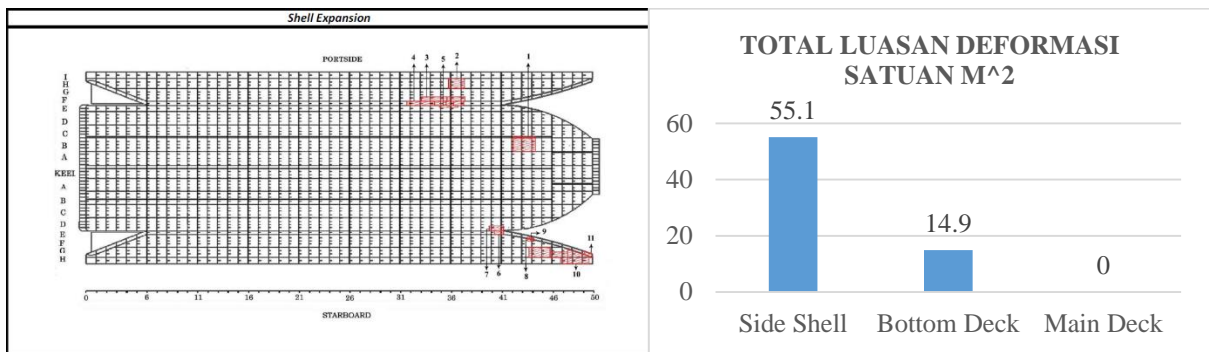 Shell Expansion
PORTSIDE
4 3 5 2 1
I
H
G
F
E
D
C
B
A
KEEL
A
B
C
D
E
F
G
H
9
11
7 6 8 10
0 6 11 16 21 26 31 36 41 46 50
STARBOARD
TOTAL LUASAN DEFORMASI
SATUAN M^2
55.1
14.9
0
60
40
20
0
Side Shell Bottom Deck Main Deck